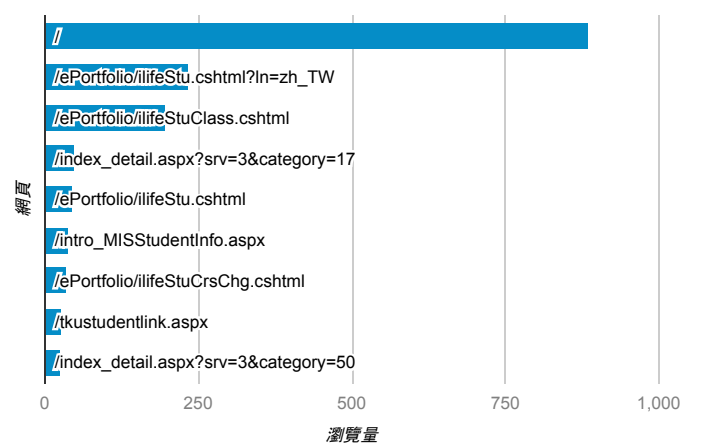 /
/ePortfolio/ilifeStu.cshtml?ln=zh_TW
/ePortfolio/ilifeStuClass.cshtml
/index_detail.aspx?srv=3&category=17
/ePortfolio/ilifeStu.cshtml
/intro_MISStudentInfo.aspx
/ePortfolio/ilifeStuCrsChg.cshtml
/tkustudentlink.aspx
/index_detail.aspx?srv=3&category=50
網頁
0 250 500 750 1,000
瀏覽量